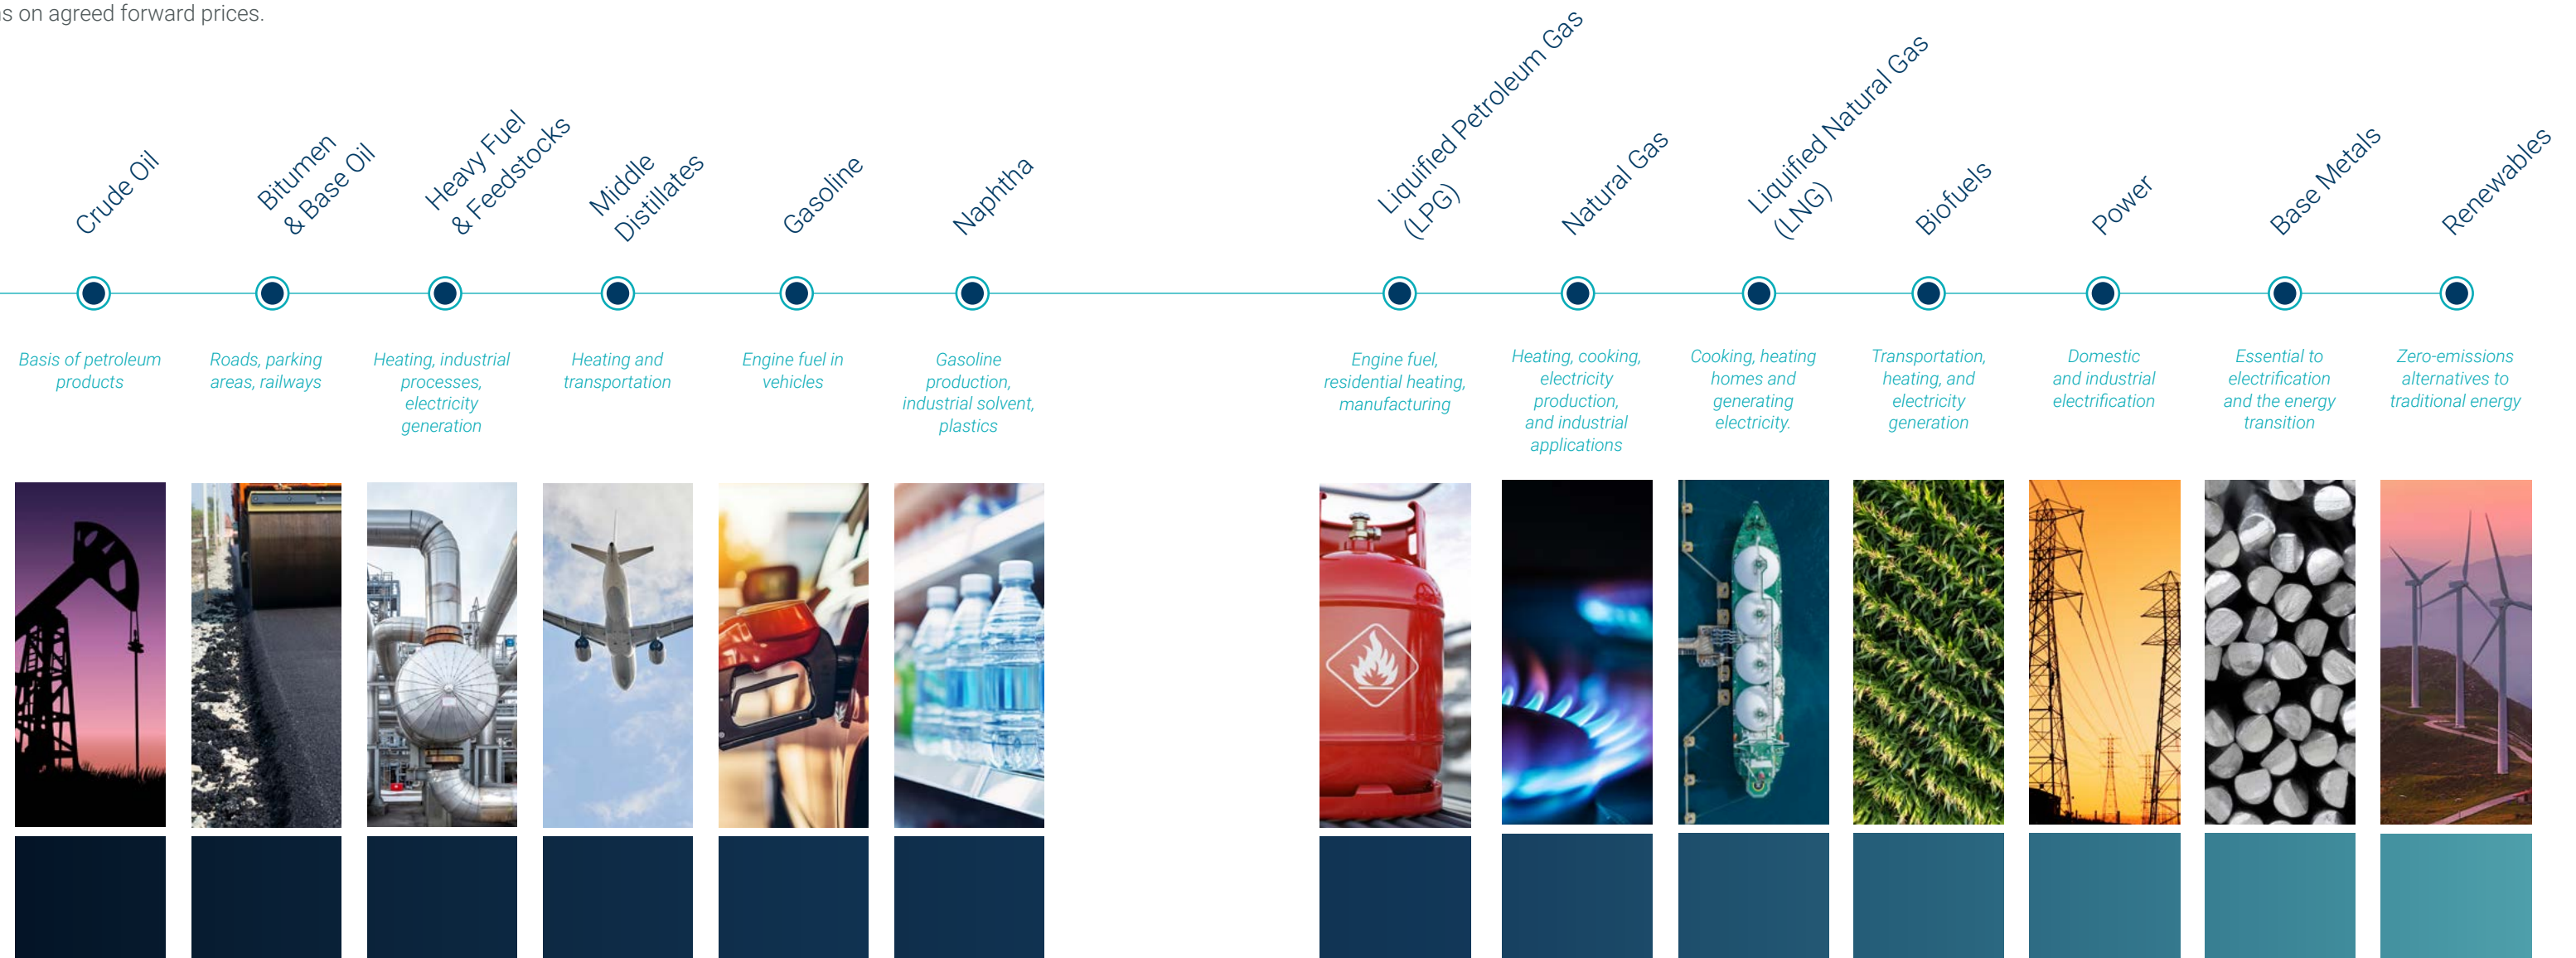 s on agreed forward prices.
Crude Oil
Bitumen
& Base Oil
Heavy Fuel
& Feedstocks
Middle
Distillates
Gasoline
Naphtha
Liquified Petroleum Gas
(LPG)
Natural Gas
Liquified Natural Gas
(LNG)
Biofuels
Power
Base Metals
Renewables
Basis of petroleum
products
Roads, parking
areas, railways
Heating, industrial
processes,
electricity
generation
Heating and
transportation
Engine fuel in
vehicles
Gasoline
production,
industrial solvent,
plastics
Engine fuel,
residential heating,
manufacturing
Heating, cooking,
electricity
production,
and industrial
applications
Cooking, heating
homes and
generating
electricity.
Transportation,
heating, and
electricity
generation
Domestic
and industrial
electrification
Essential to
electrification
and the energy
transition
Zero-emissions
alternatives to
traditional energy